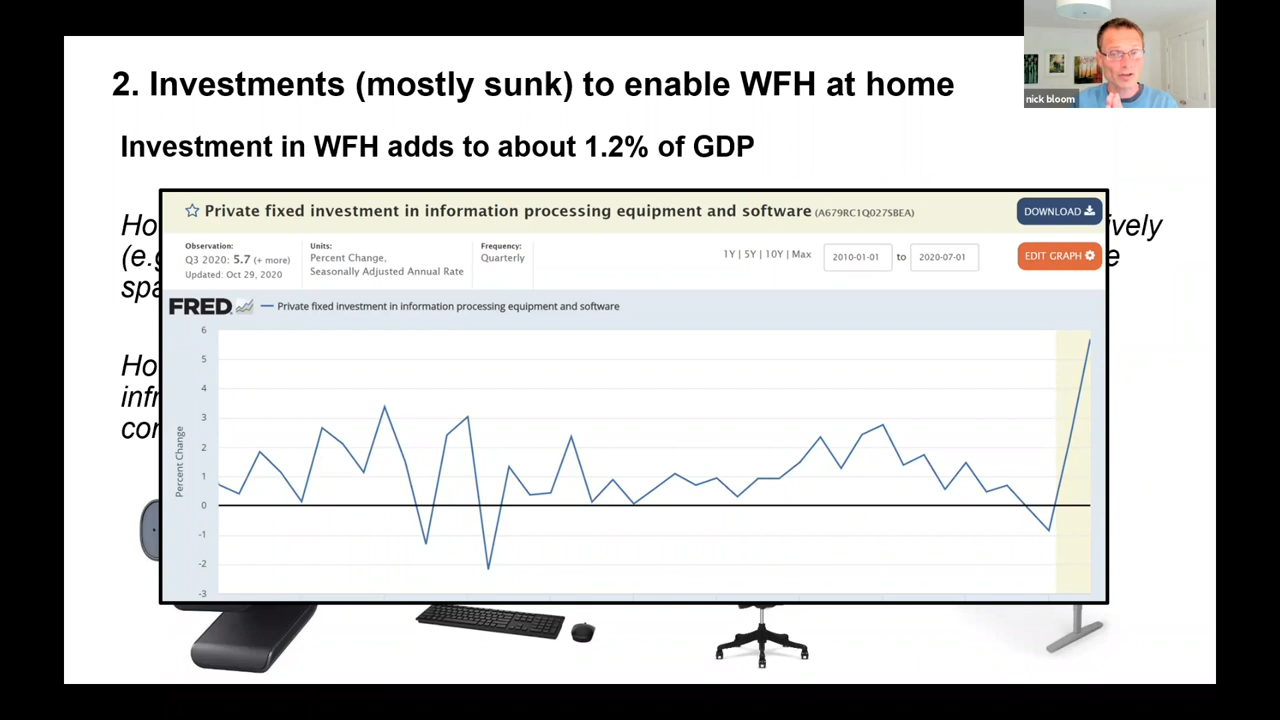 2. Investments (mostly sunk) to enable WFH at home
nick bloom
Investment in WFH adds to about 1.2% of GDP
Private fixed investment in information processing equipment and software (A679RC1Q027SBEA)
DOWNLOAD
Observation:
Q3 2020: 5.7 (+ more)
Updated: Oct 29, 2020
Units:
Percent Change,
Seasonally Adjusted Annual Rate
Frequency:
Quarterly
1Y | 5Y | 10Y | Max
2010-01-01 to 2020-07-01
EDIT GRAPH
FRED
Private fixed investment in information processing equipment and software
Percent Change
6
5
4
3
2
1
0
-1
-2
-3